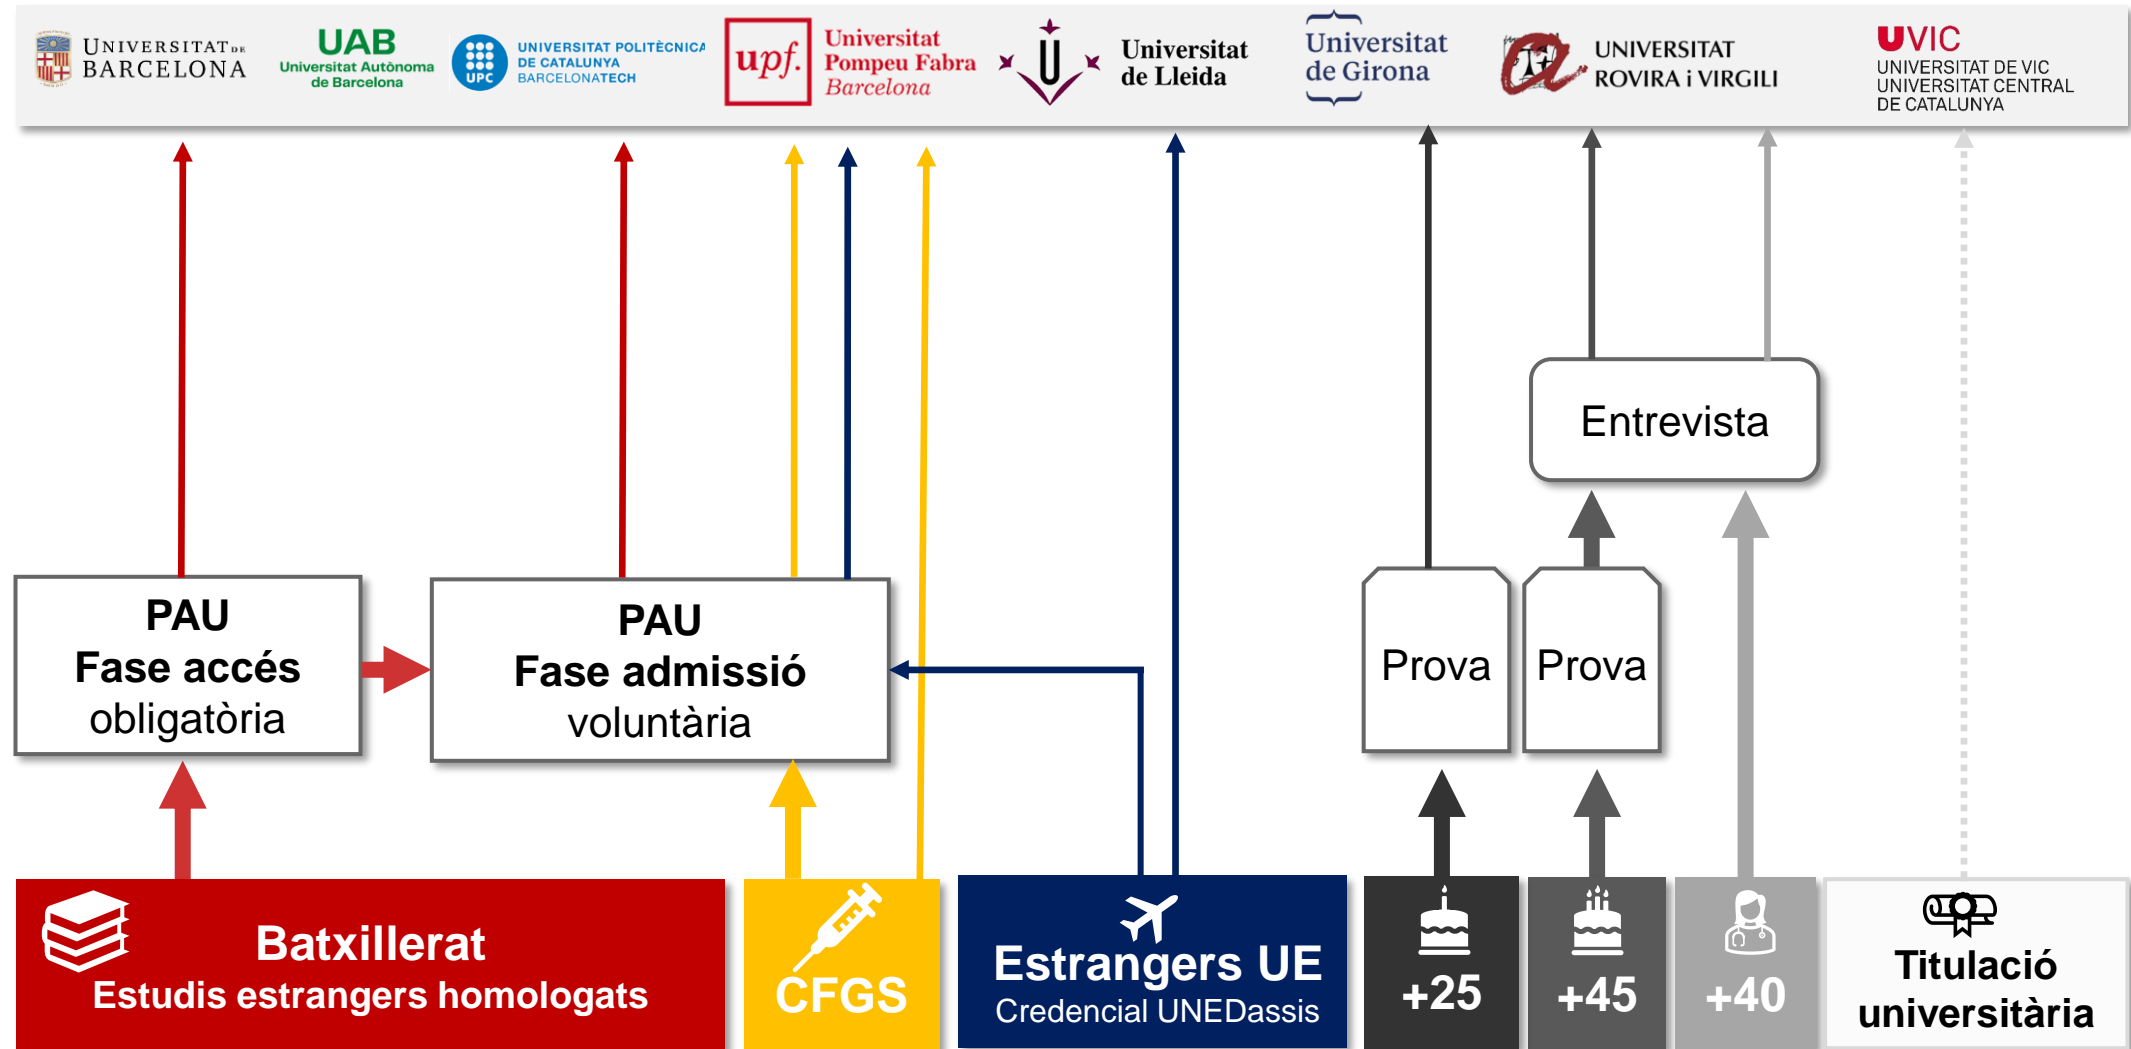 UNIVERSITAT DE
BARCELONA
UAB
Universitat Autònoma
de Barcelona
UPC
UNIVERSITAT POLITÈCNICA
DE CATALUNYA
BARCELONATECH
upf.
Universitat
Pompeu Fabra
Barcelona
U
Universitat
de Lleida
Universitat
de Girona
UNIVERSITAT
ROVIRA i VIRGILI
UVIC
UNIVERSITAT DE VIC
UNIVERSITAT CENTRAL
DE CATALUNYA
Entrevista
PAU
Fase accés
obligatòria
PAU
Fase admissió
voluntària
Prova
Prova
Batxillerat
Estudis estrangers homologats
CFGS
Estrangers UE
Credencial UNEDassis
+25
+45
+40
Titulació
universitària